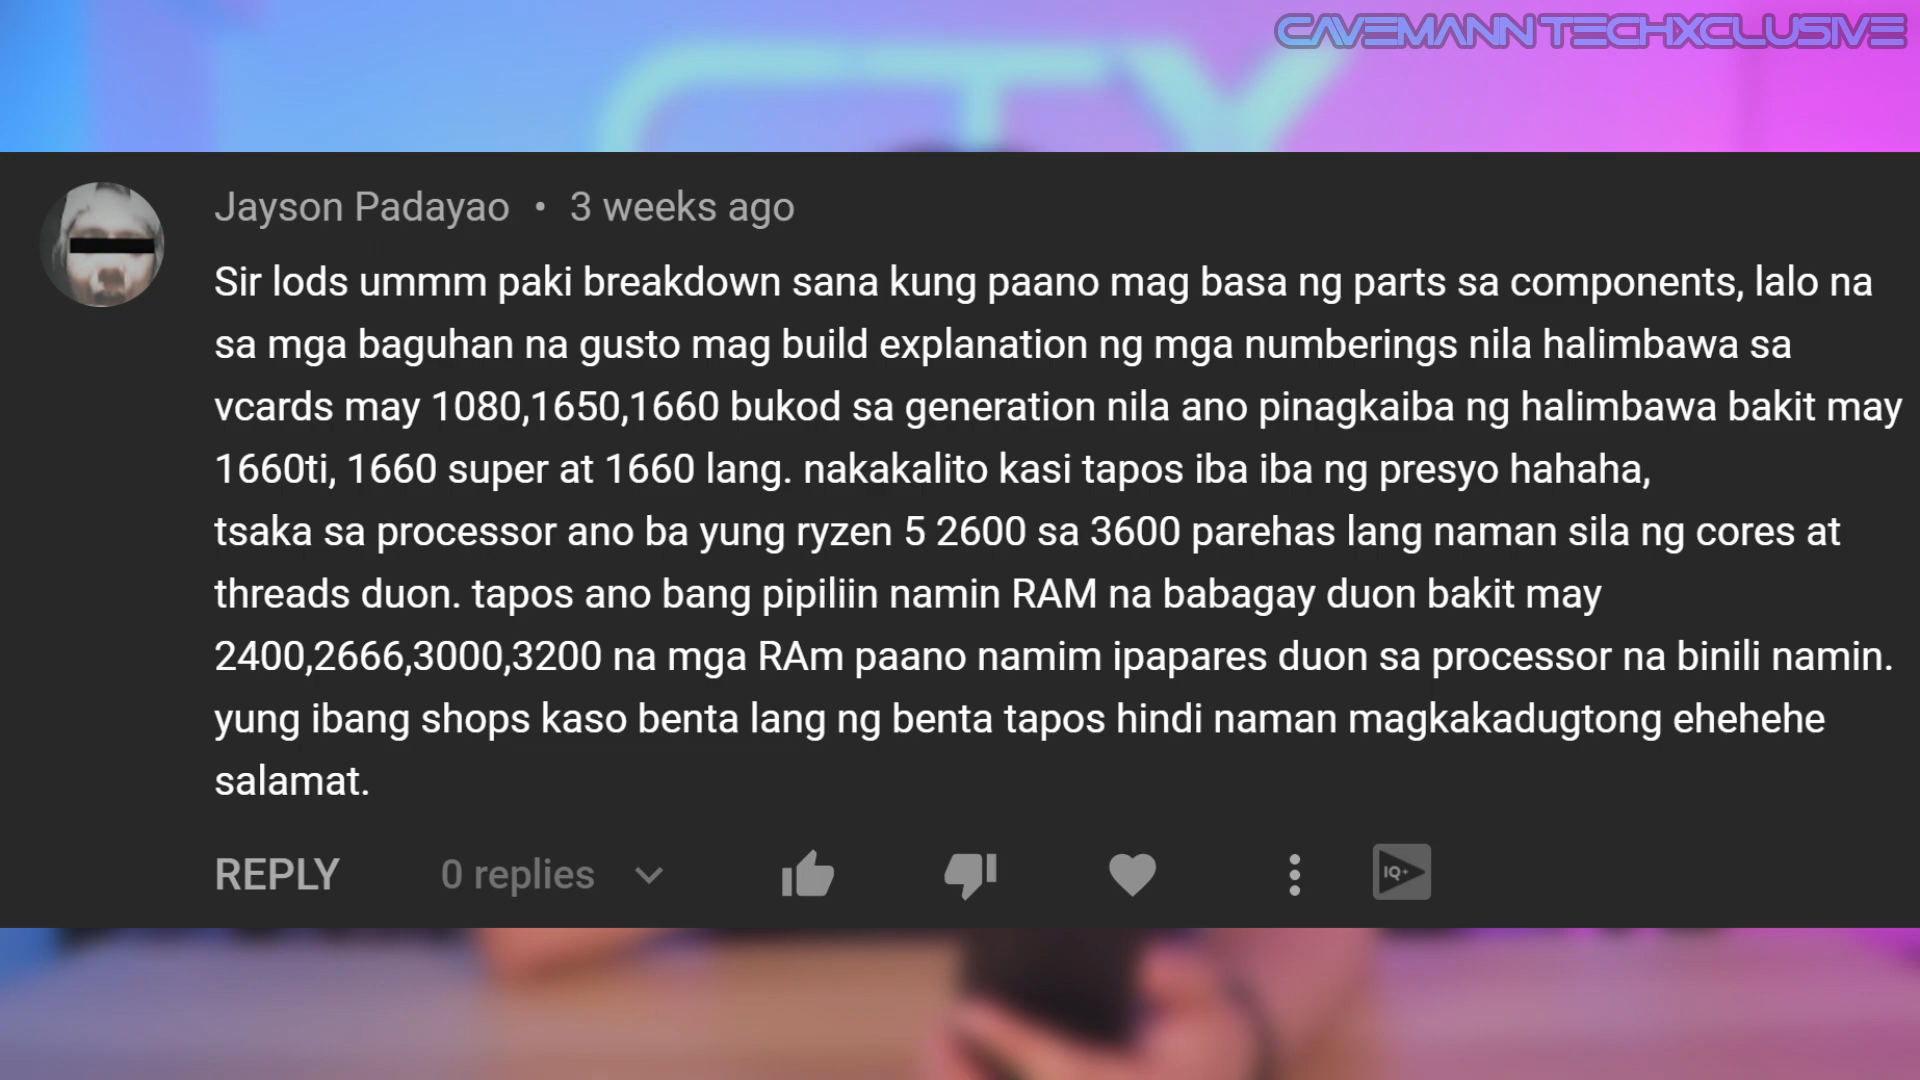 CAVEMANN TECHXCLUSIVE
CTX
Jayson Padayao • 3 weeks ago
Sir lods ummm paki breakdown sana kung paano mag basa ng parts sa components, lalo na
sa mga baguhan na gusto mag build explanation ng mga numberings nila halimbawa sa
vcards may 1080,1650,1660 bukod sa generation nila ano pinagkaiba ng halimbawa bakit may
1660ti, 1660 super at 1660 lang. nakakalito kasi tapos iba iba ng presyo hahaha,
tsaka sa processor ano ba yung ryzen 5 2600 sa 3600 parehas lang naman sila ng cores at
threads duon. tapos ano bang pipiliin namin RAM na babagay duon bakit may
2400,2666,3000,3200 na mga RAm paano namim ipapares duon sa processor na binili namin.
yung ibang shops kaso benta lang ng benta tapos hindi naman magkakadugtong ehehehe
salamat.
REPLY 0 replies IQ+